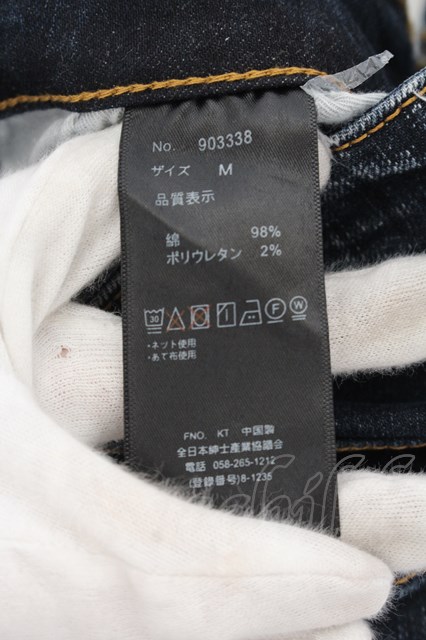 No. 903338
サイズ M
品質表示
綿 98%
ポリウレタン 2%
30 F W
・ネット使用
・あて布使用
FNO. KT 中国製
全日本紳士產業協議会
電話 058-265-1212
(登録番号)8-1235